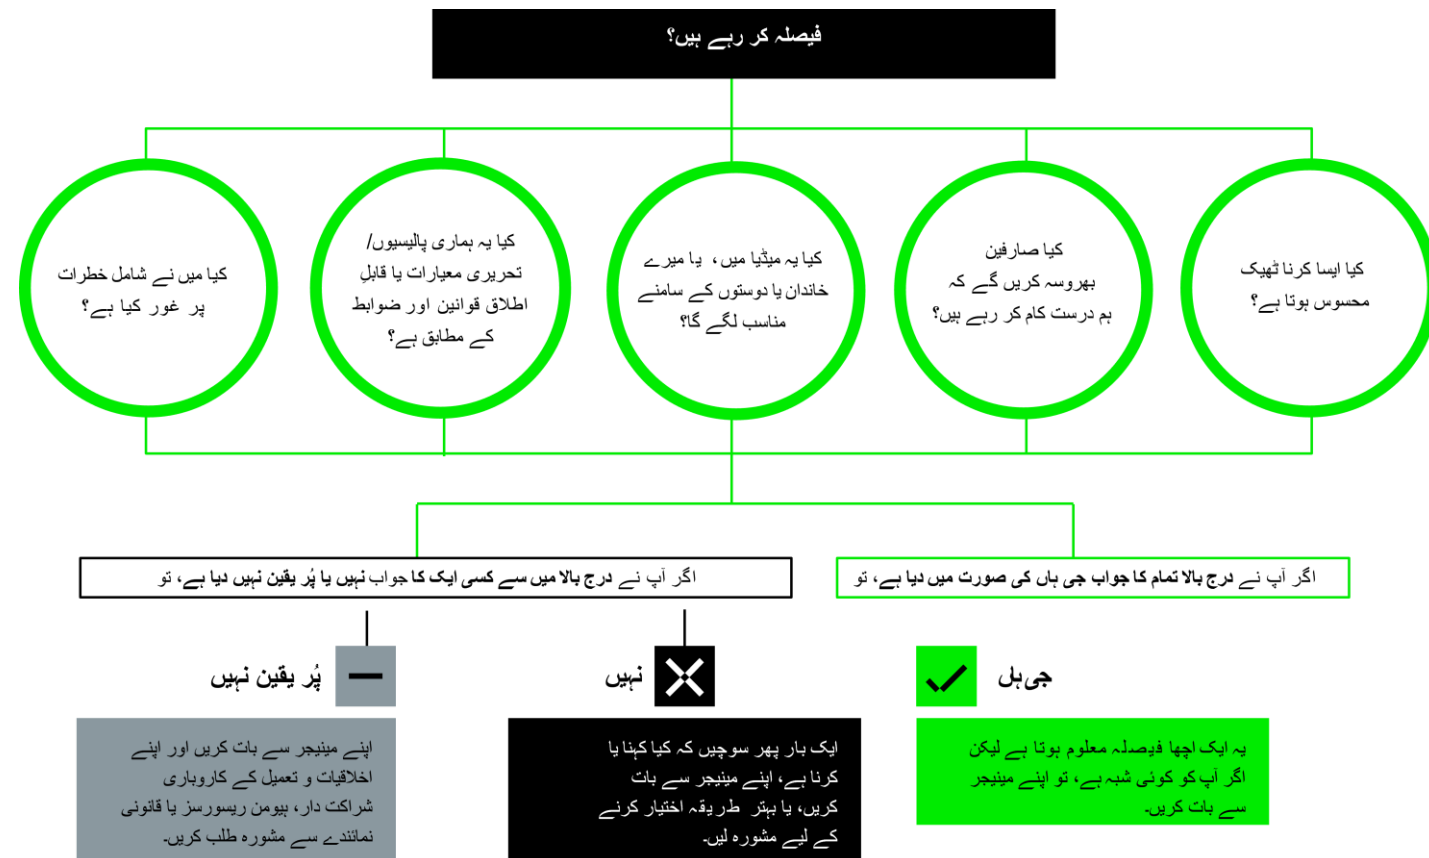 فیصلہ کر رہے ہیں؟
کیا ایسا کرنا ٹھیک
محسوس ہوتا ہے؟
کیا صارفین
بھروسہ کریں گے کہ
ہم درست کام کر رہے ہیں؟
کیا یہ میڈیا میں، یا میرے
خاندان یا دوستوں کے سامنے
مناسب لگے گا؟
کیا یہ ہماری پالیسیوں/
تحریری معیارات یا قابلِ
اطلاق قوانین اور ضوابط
کے مطابق ہے؟
کیا میں نے شامل خطرات
پر غور کیا ہے؟
اگر آپ نے درج بالا تمام کا جواب جی ہاں کی صورت میں دیا ہے، تو
اگر آپ نے درج بالا میں سے کسی ایک کا جواب نہیں یا پُر یقین نہیں دیا ہے، تو
جی ہاں
یہ ایک اچھا فیصلہ معلوم ہوتا ہے لیکن
اگر آپ کو کوئی شبہ ہے، تو اپنے مینیجر
سے بات کریں۔
نہیں
ایک بار پھر سوچیں کہ کیا کہنا یا
کرنا ہے، اپنے مینیجر سے بات
کریں، یا بہتر طریقہ اختیار کرنے
کے لیے مشورہ لیں۔
پُر یقین نہیں
اپنے مینیجر سے بات کریں اور اپنے
اخلاقیات و تعمیل کے کاروباری
شراکت دار، ہیومن ریسورسز یا قانونی
نمائندے سے مشورہ طلب کریں۔